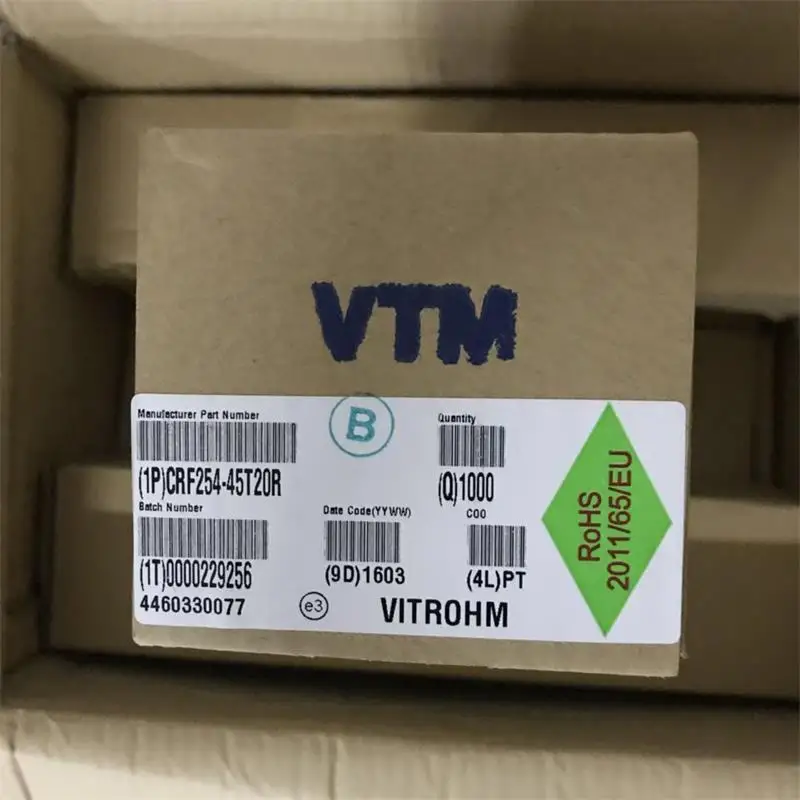 VTM
Manufacturer Part Number
(1P)CRF254-45T20R
B
Quantity
(Q)1000
Batch Number
(1T)0000229256
Date Code(YYWW)
(9D)1603
COO
(4L)PT
4460330077
e3
VITROHM
RoHS
2011/65/EU